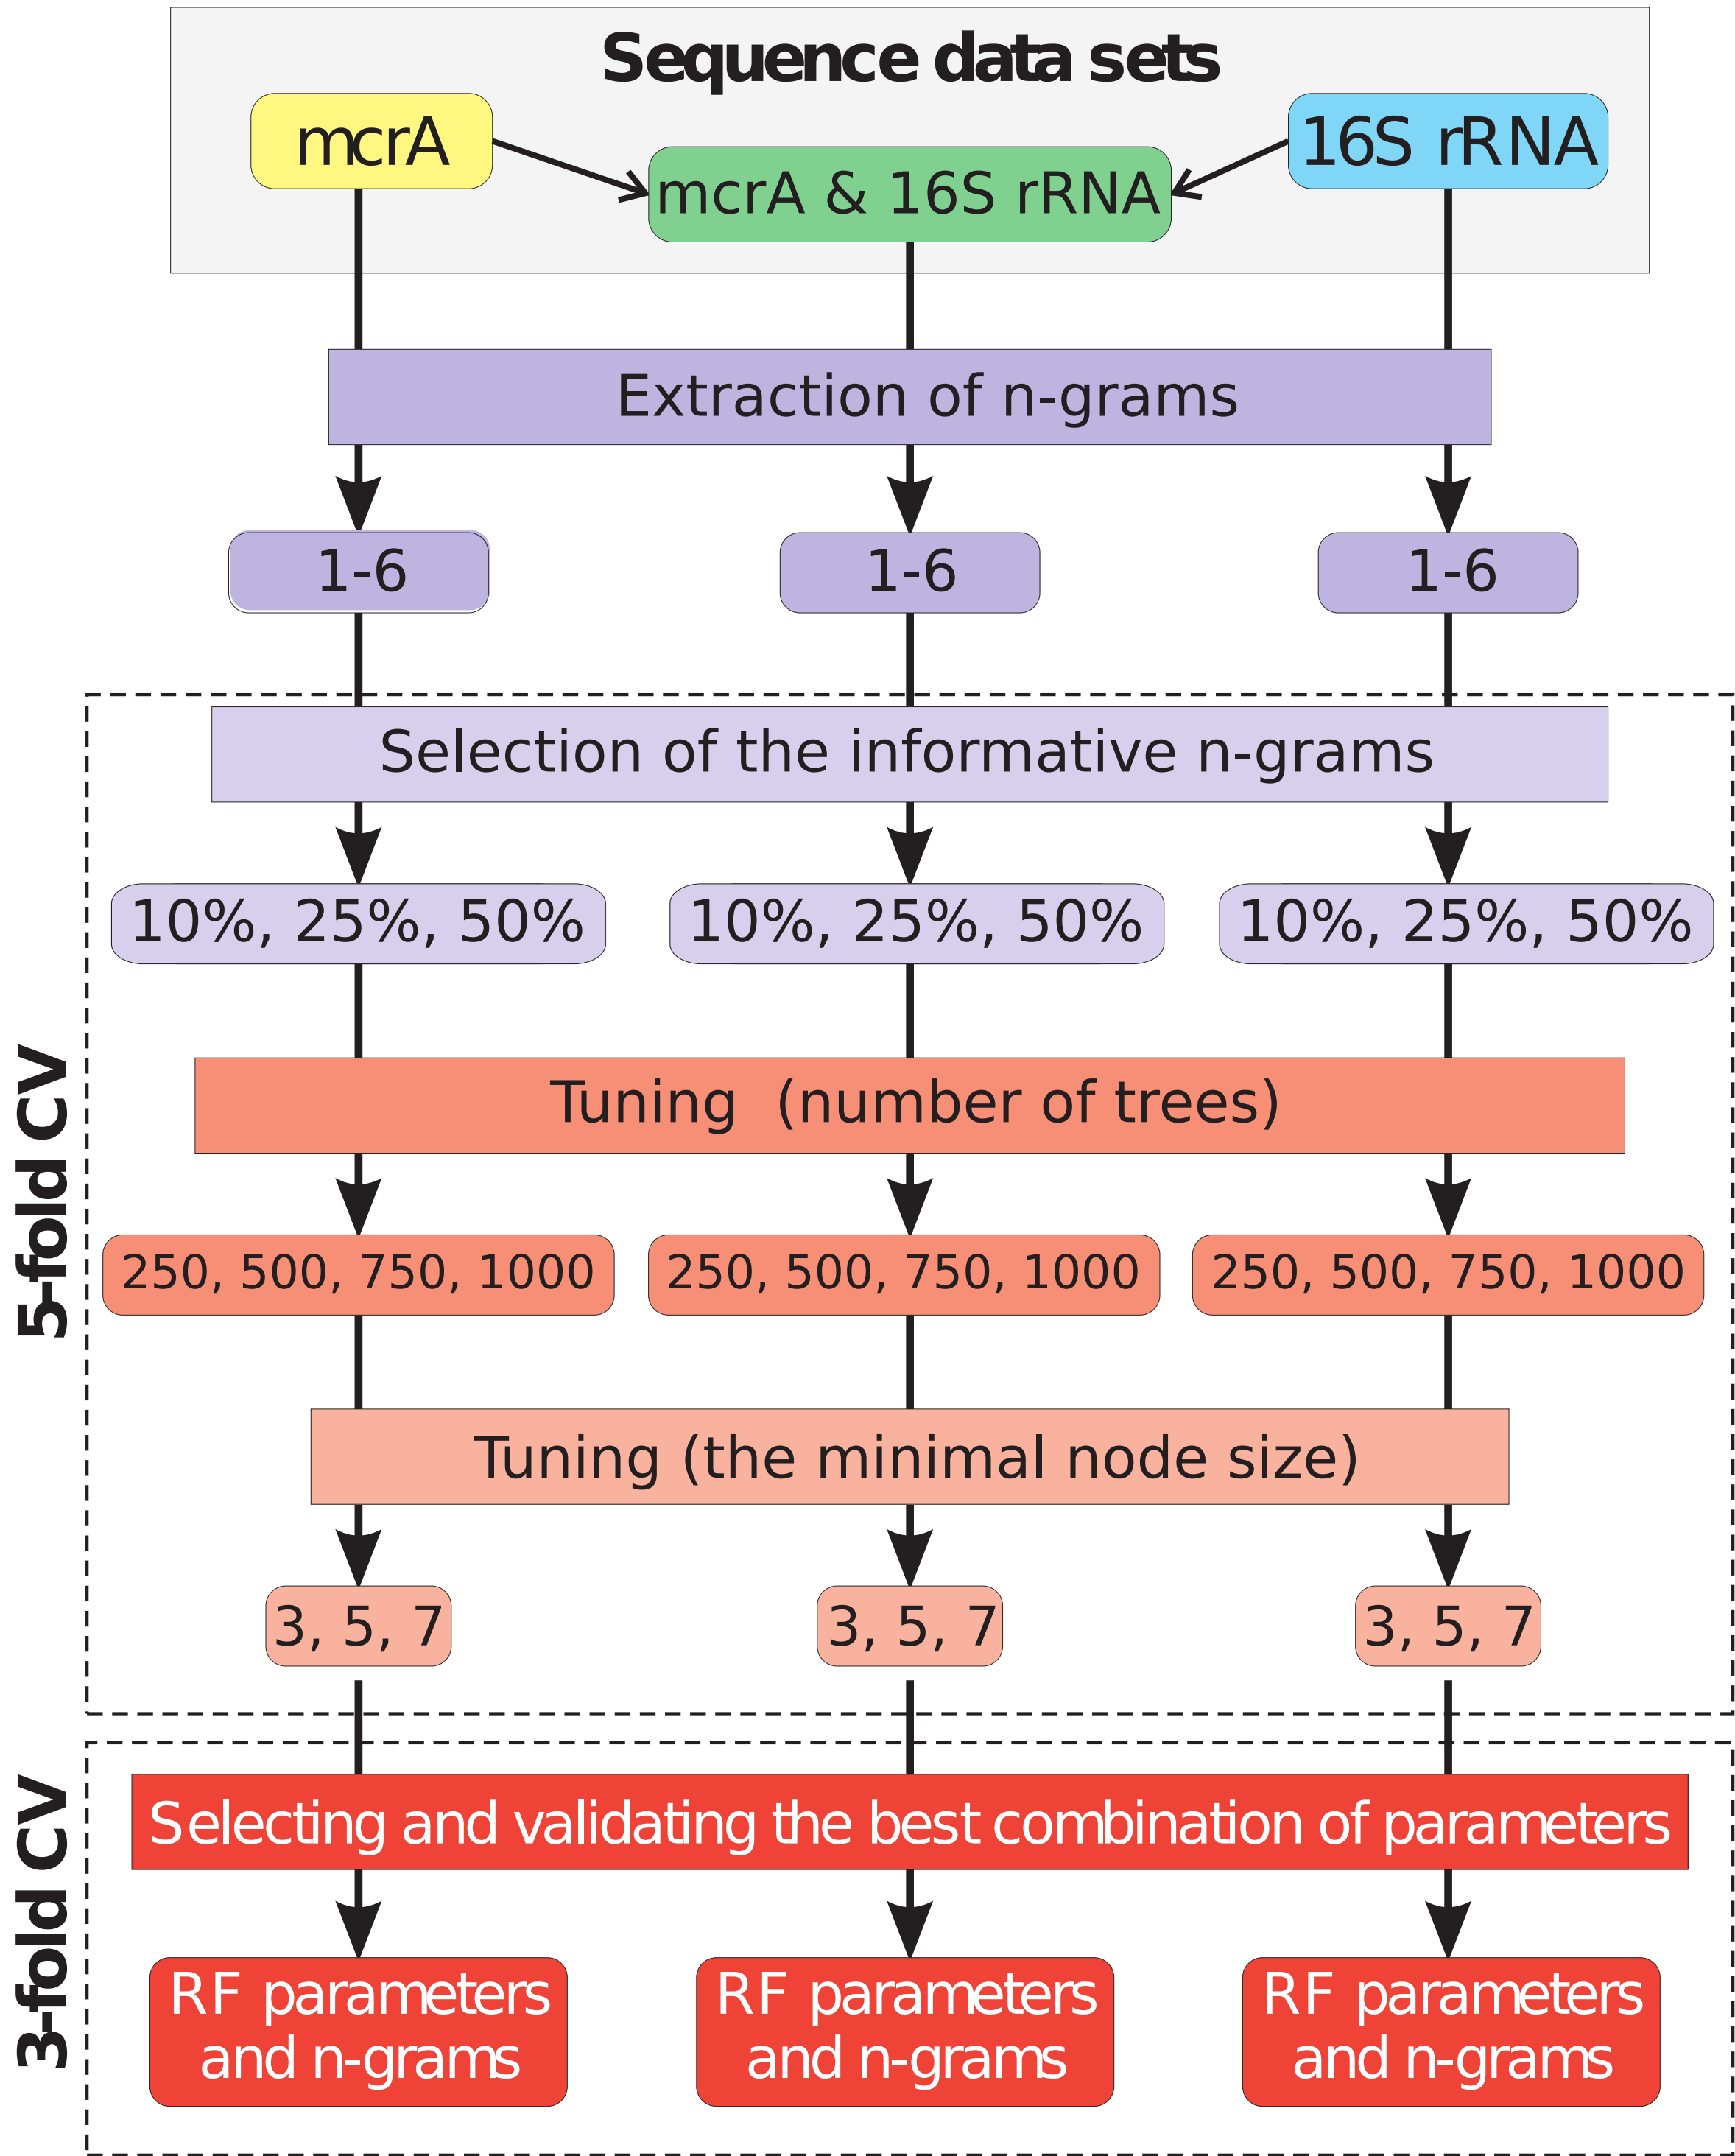 Sequence data sets
mcrA
16S rRNA
mcrA & 16S rRNA
Extraction of n-grams
1-6
1-6
1-6
5-fold CV
Selection of the informative n-grams
10%, 25%, 50%
10%, 25%, 50%
10%, 25%, 50%
Tuning (number of trees)
250, 500, 750, 1000
250, 500, 750, 1000
250, 500, 750, 1000
Tuning (the minimal node size)
3, 5, 7
3, 5, 7
3, 5, 7
3-fold CV
Selecting and validating the best combination of parameters
RF parameters
and n-grams
RF parameters
and n-grams
RF parameters
and n-grams